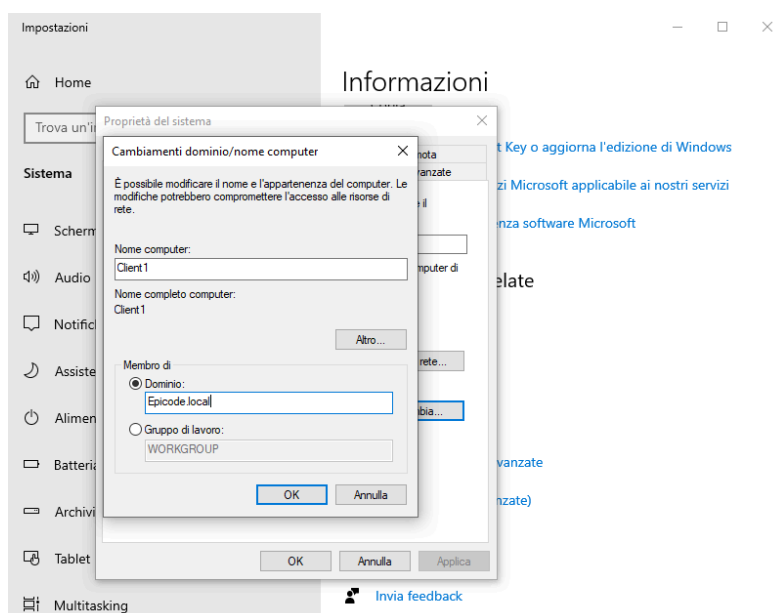 Impostazioni
Home
Informazioni
Trova un'i
Proprietà del sistema
t Key o aggiorna l'edizione di Windows
Cambiamenti dominio/nome computer
nota
vanzate
Sistema
È possibile modificare il nome e l'appartenenza del computer. Le
modifiche potrebbero compromettere l'accesso alle risorse di
rete.
zi Microsoft applicabile ai nostri servizi
e il
Scherm
nza software Microsoft
Nome computer:
Client1
mputer di
Audio
elate
Nome completo computer:
Client1
Notific
Altro...
rete...
Membro di
Assiste
Dominio:
Epicode.local
mbia...
Alimen
Gruppo di lavoro:
WORKGROUP
Batteria
vanzate
OK
Annulla
nzate)
Archivi
Tablet
OK
Annulla
Applica
Invia feedback
Multitasking